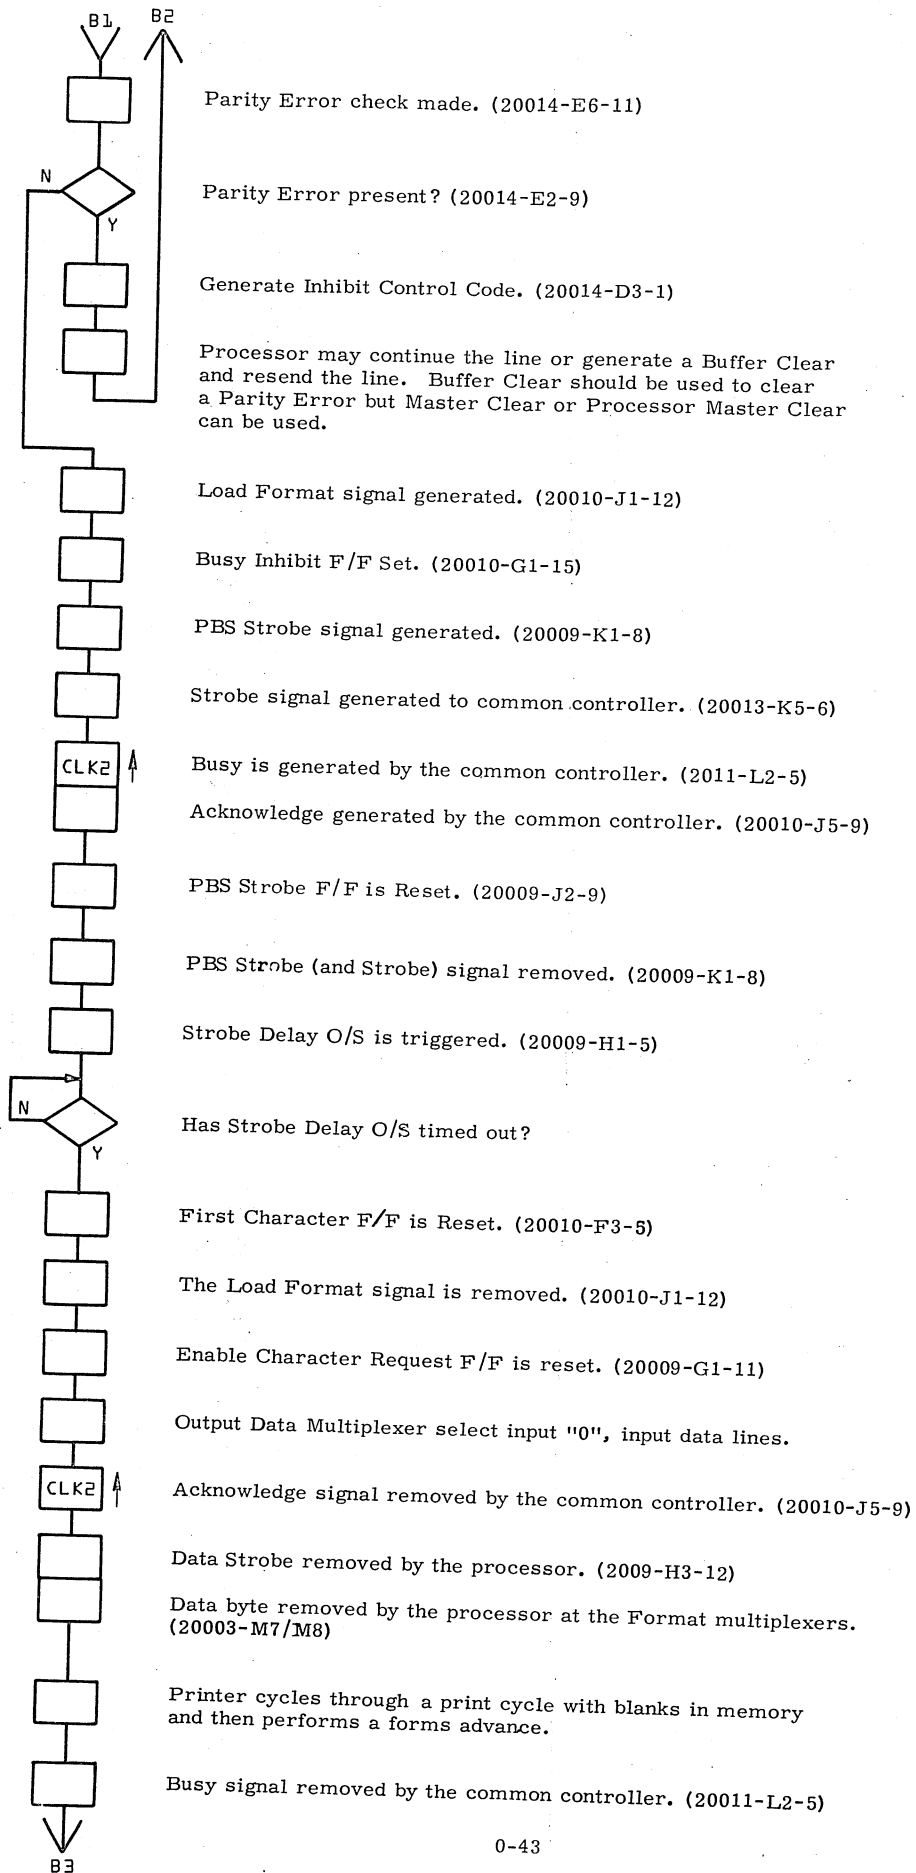 B1 B2
Parity Error check made. (20014-E6-11)
N
Parity Error present? (20014-E2-9)
Y
Generate Inhibit Control Code. (20014-D3-1)
Processor may continue the line or generate a Buffer Clear
and resend the line. Buffer Clear should be used to clear
a Parity Error but Master Clear or Processor Master Clear
can be used.
Load Format signal generated. (20010-J1-12)
Busy Inhibit F/F Set. (20010-G1-15)
PBS Strobe signal generated. (20009-K1-8)
Strobe signal generated to common controller. (20013-K5-6)
CLK2 Busy is generated by the common controller. (2011-L2-5)
Acknowledge generated by the common controller. (20010-J5-9)
PBS Strobe F/F is Reset. (20009-J2-9)
PBS Strobe (and Strobe) signal removed. (20009-K1-8)
Strobe Delay O/S is triggered. (20009-H1-5)
N
Has Strobe Delay O/S timed out?
Y
First Character F/F is Reset. (20010-F3-5)
The Load Format signal is removed. (20010-J1-12)
Enable Character Request F/F is reset. (20009-G1-11)
Output Data Multiplexer select input "0", input data lines.
CLK2 Acknowledge signal removed by the common controller. (20010-J5-9)
Data Strobe removed by the processor. (2009-H3-12)
Data byte removed by the processor at the Format multiplexers.
(20003-M7/M8)
Printer cycles through a print cycle with blanks in memory
and then performs a forms advance.
Busy signal removed by the common controller. (20011-L2-5)
0-43
B3